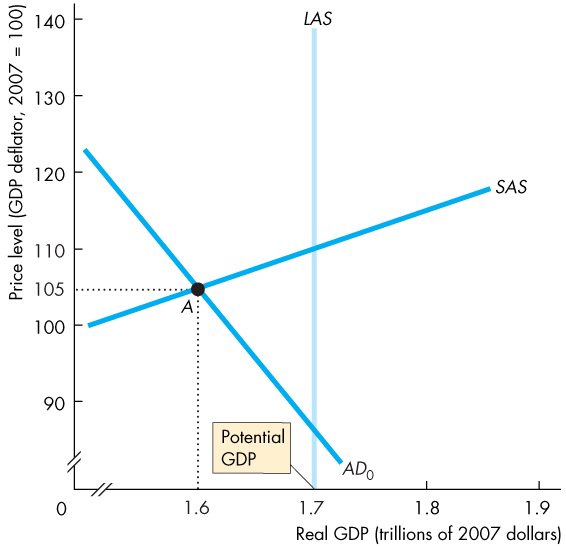 Price level (GDP deflator, 2007 = 100)
140
130
120
110
105
100
90
0
LAS
SAS
A
Potential
GDP
AD0
1.6
1.7
1.8
1.9
Real GDP (trillions of 2007 dollars)